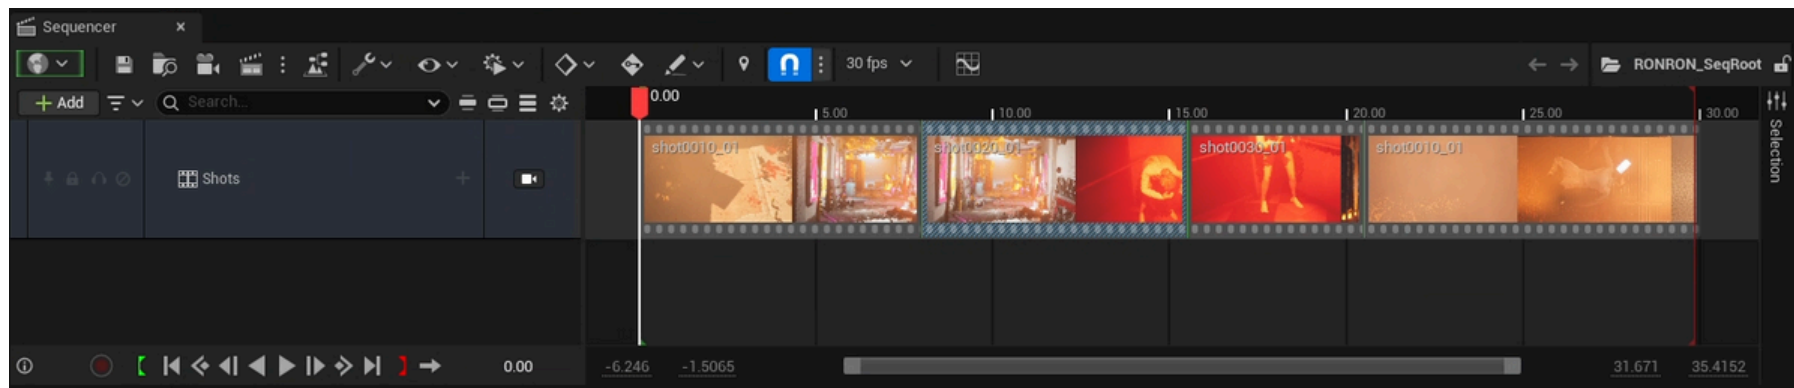 Sequencer
30 fps
RONRON_SeqRoot
Add
Search...
0.00
5.00
10.00
15.00
20.00
25.00
30.00
Selection
shot0010_01
shot0020_01
shot0030_01
shot0010_01
Shots
0.00
-6.246
-1.5065
31.671
35.4152